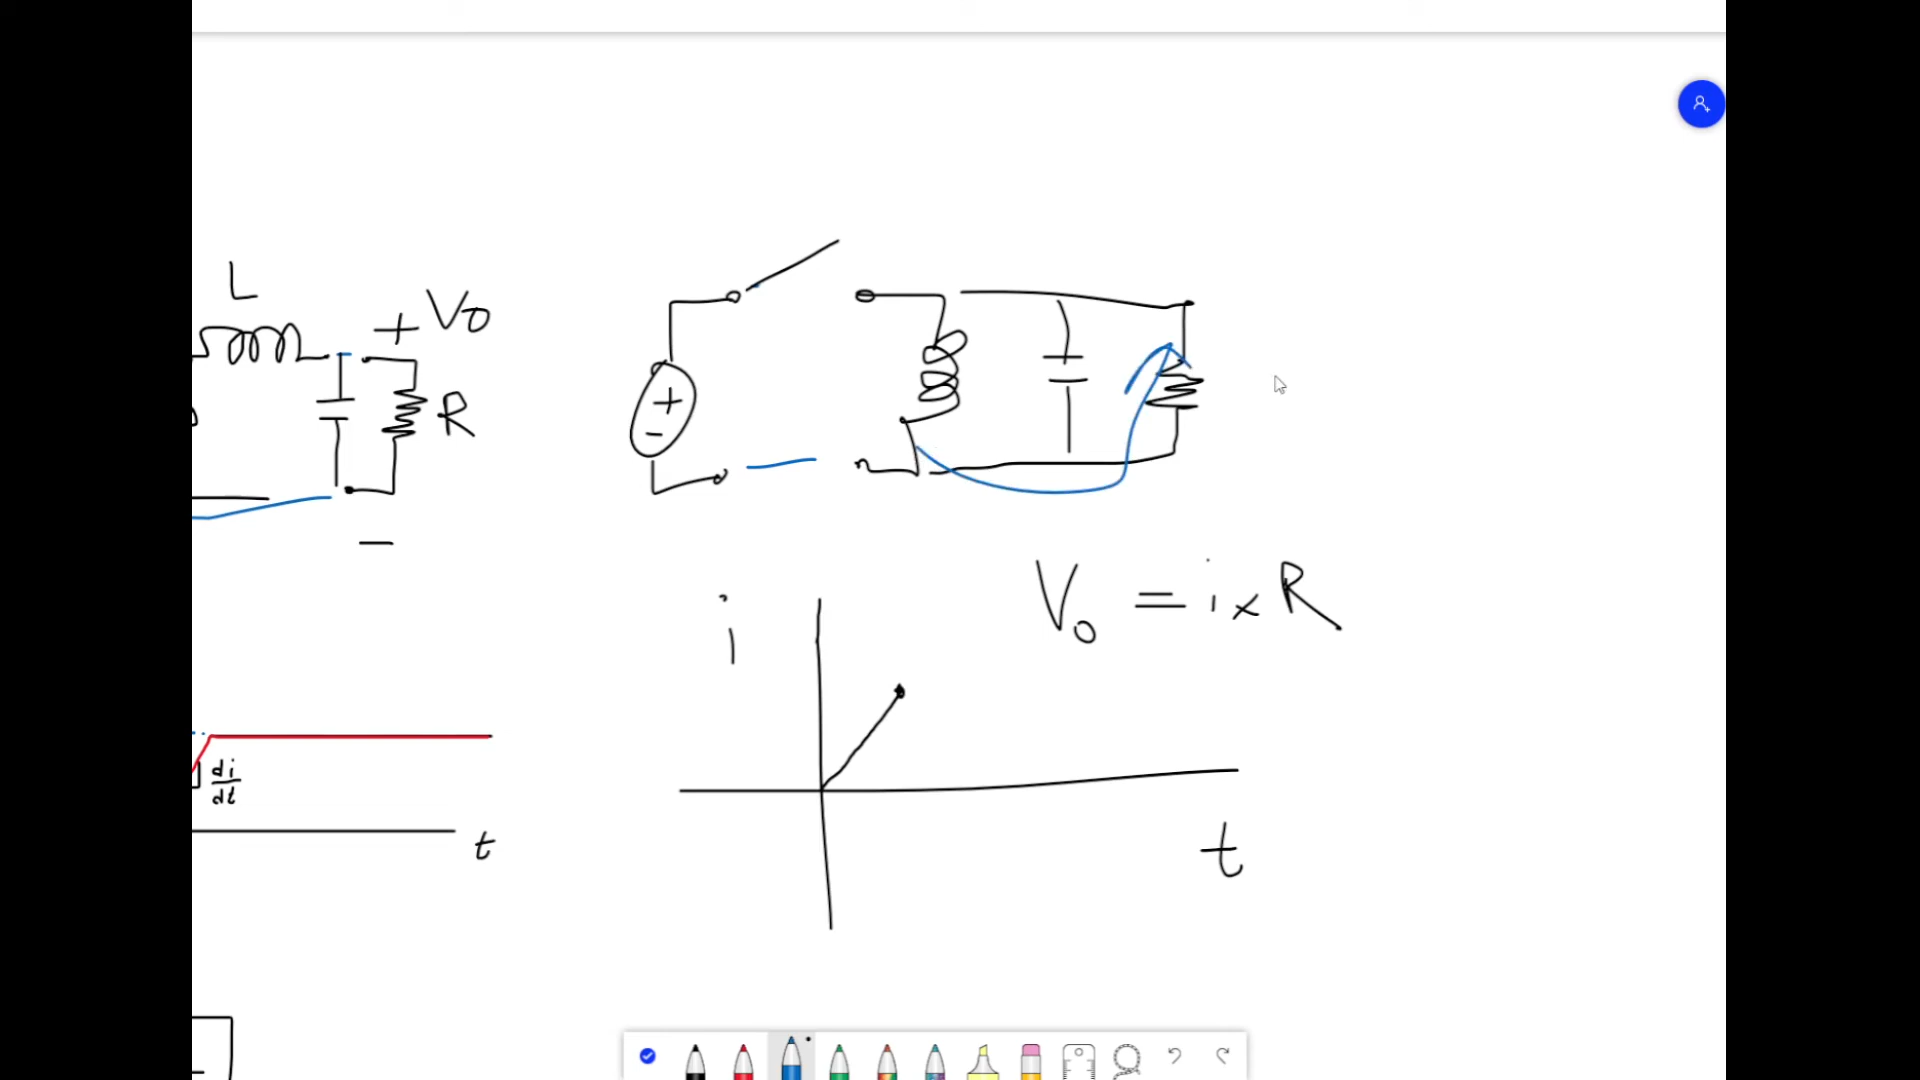 L
+ Vo
+
-
R
-
i
Vo = i x R
di
dt
t
t